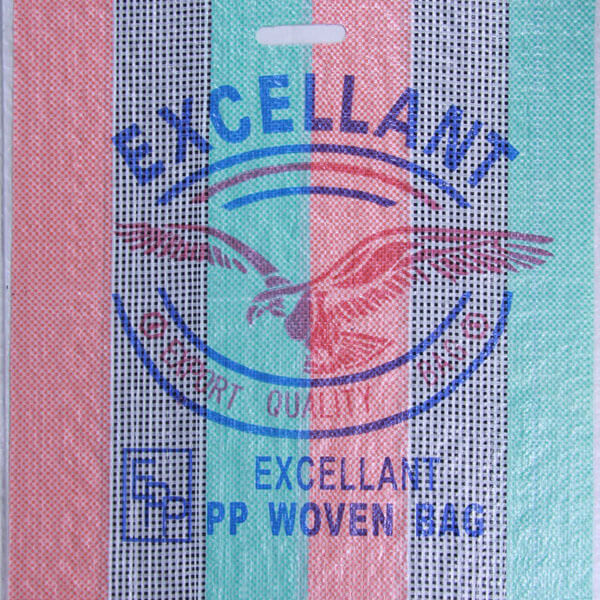 EXCELLANT
EXPORT QUALITY BAG
EXCELLANT
PP WOVEN BAG